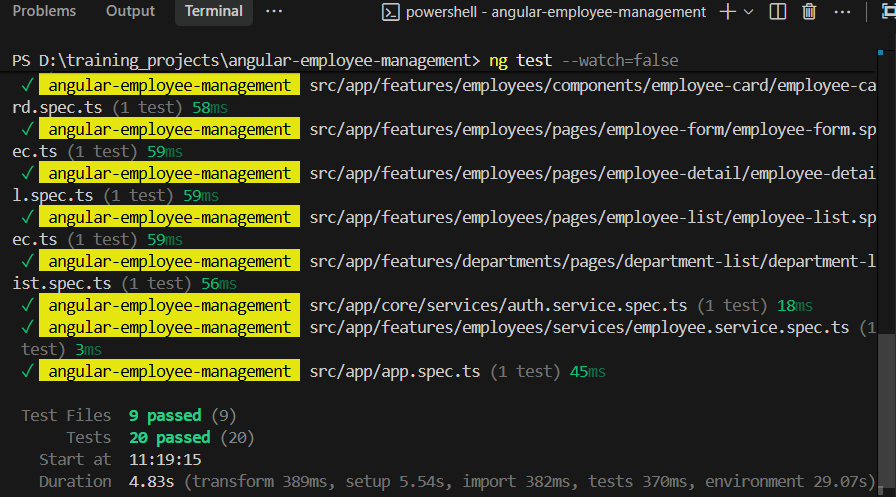 Problems Output Terminal ··· powershell - angular-employee-management
PS D:\training_projects\angular-employee-management> ng test --watch=false
✓ angular-employee-management src/app/features/employees/components/employee-card/employee-ca
rd.spec.ts (1 test) 58ms
✓ angular-employee-management src/app/features/employees/pages/employee-form/employee-form.sp
ec.ts (1 test) 59ms
✓ angular-employee-management src/app/features/employees/pages/employee-detail/employee-detai
l.spec.ts (1 test) 59ms
✓ angular-employee-management src/app/features/employees/pages/employee-list/employee-list.sp
ec.ts (1 test) 59ms
✓ angular-employee-management src/app/features/departments/pages/department-list/department-l
ist.spec.ts (1 test) 56ms
✓ angular-employee-management src/app/core/services/auth.service.spec.ts (1 test) 18ms
✓ angular-employee-management src/app/features/employees/services/employee.service.spec.ts (1
test) 3ms
✓ angular-employee-management src/app/app.spec.ts (1 test) 45ms
Test Files 9 passed (9)
Tests 20 passed (20)
Start at 11:19:15
Duration 4.83s (transform 389ms, setup 5.54s, import 382ms, tests 370ms, environment 29.07s)